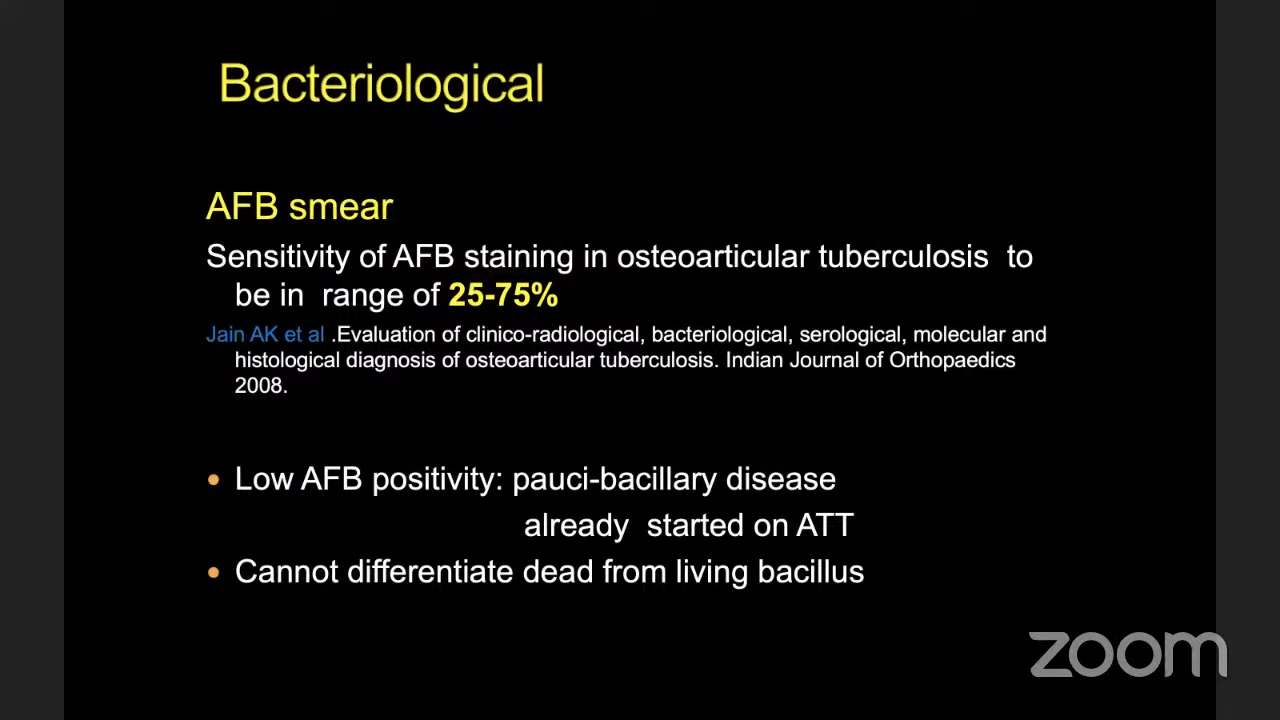 Bacteriological
AFB smear
Sensitivity of AFB staining in osteoarticular tuberculosis  to
be in  range of 25-75%
Jain AK et al .Evaluation of clinico-radiological, bacteriological, serological, molecular and
histological diagnosis of osteoarticular tuberculosis. Indian Journal of Orthopaedics
2008.
• Low AFB positivity: pauci-bacillary disease
already  started on ATT
• Cannot differentiate dead from living bacillus
zoom